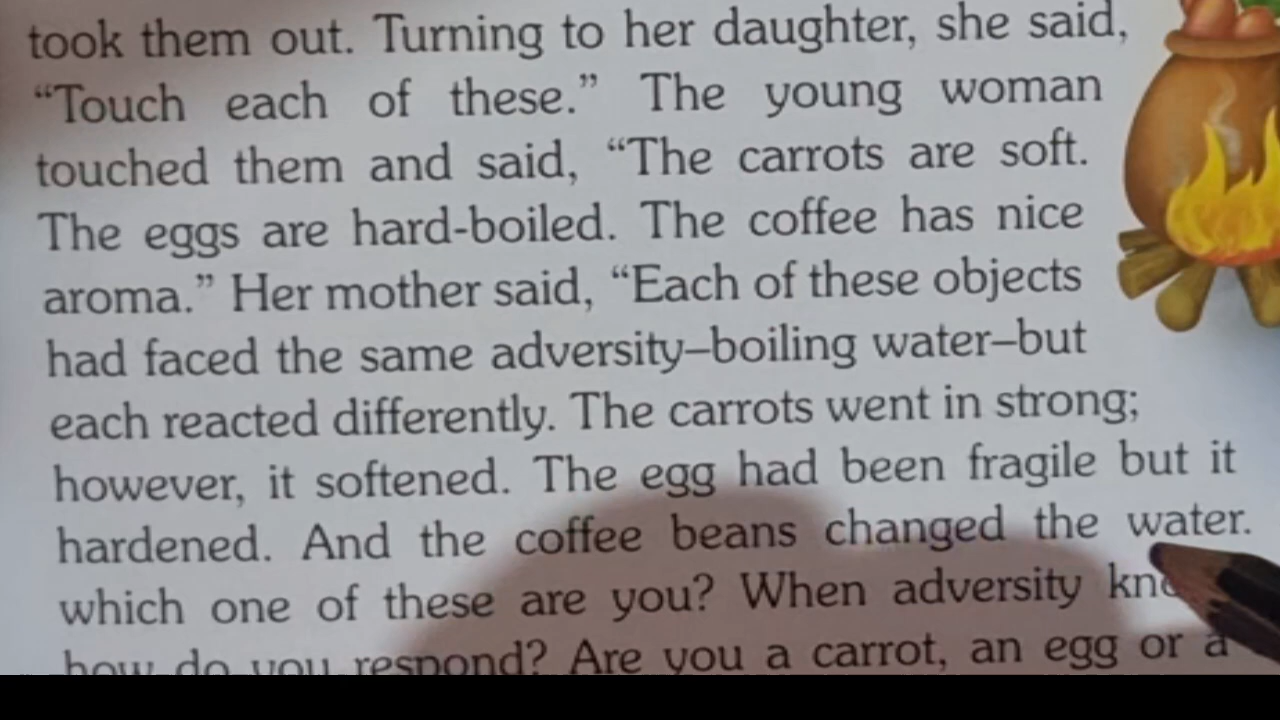 took them out. Turning to her daughter, she said,
“Touch each of these.” The young woman
touched them and said, “The carrots are soft.
The eggs are hard-boiled. The coffee has nice
aroma.” Her mother said, “Each of these objects
had faced the same adversity–boiling water–but
each reacted differently. The carrots went in strong;
however, it softened. The egg had been fragile but it
hardened. And the coffee beans changed the water.
which one of these are you? When adversity
how do you respond? Are you a carrot, an egg or a